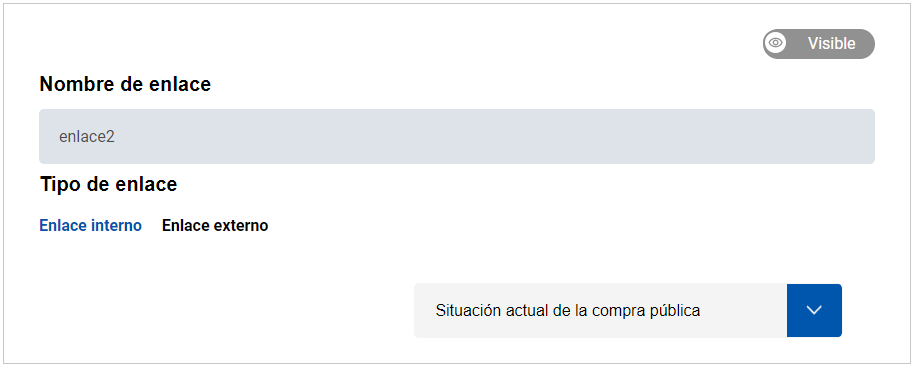 Visible
Nombre de enlace
enlace2
Tipo de enlace
Enlace interno Enlace externo
Situación actual de la compra pública